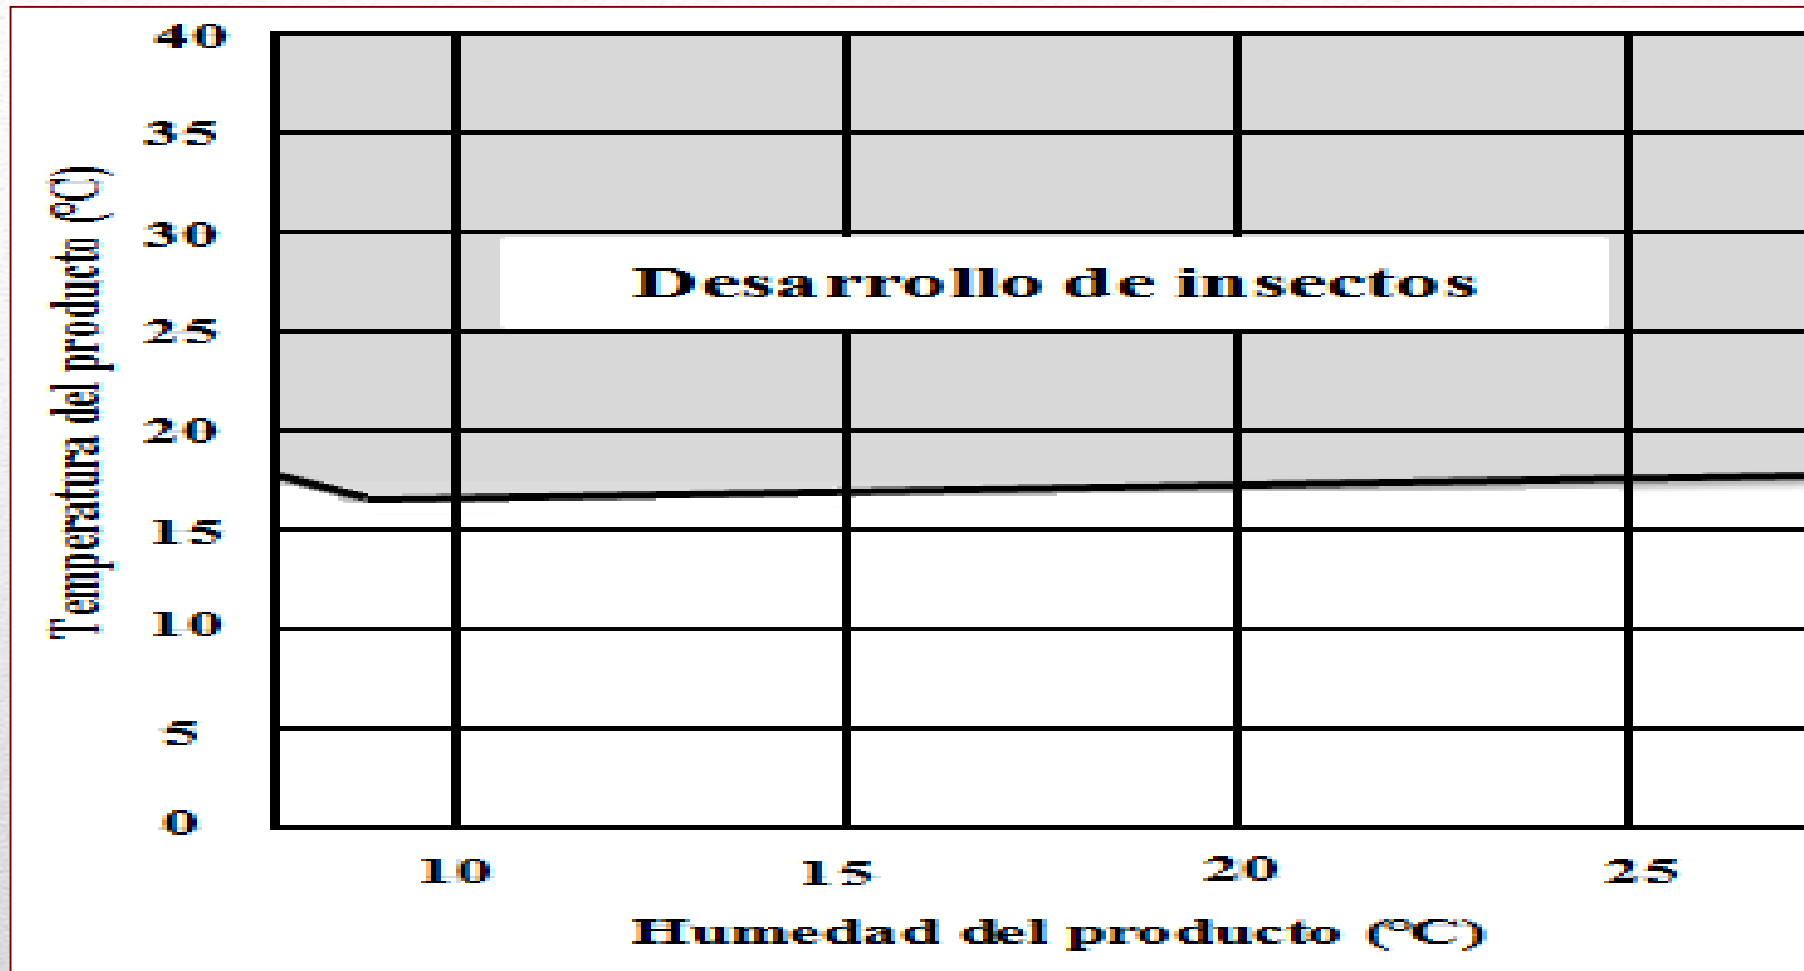 40
35
30
25
20
15
10
5
0
Temperatura del producto (ºC)
Desarrollo de insectos
10 15 20 25
Humedad del producto (ºC)